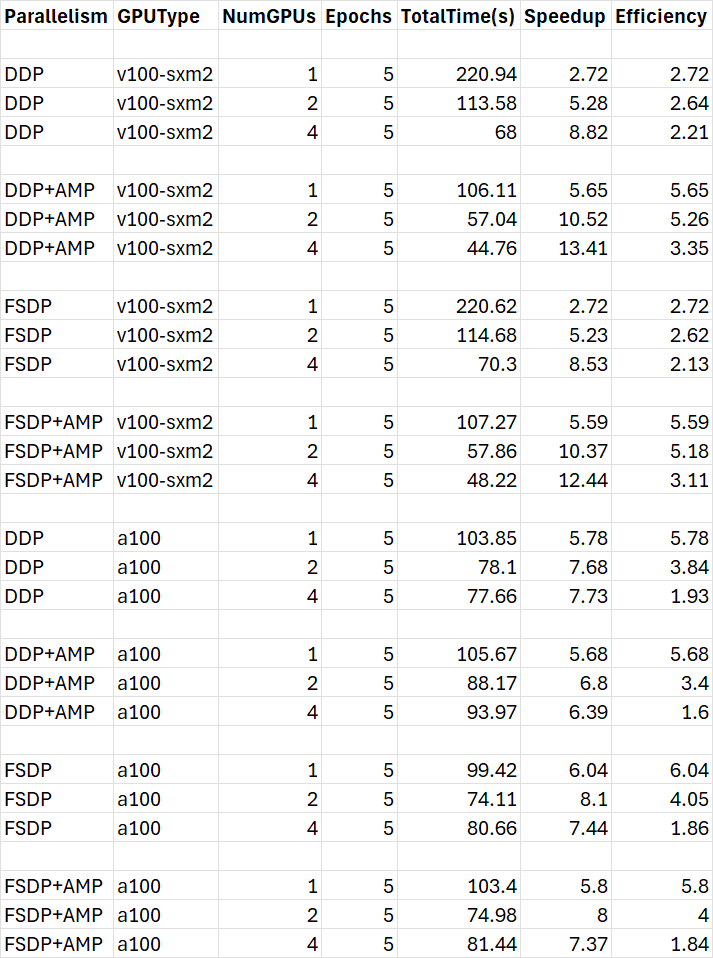 Parallelism GPUType NumGPUs Epochs TotalTime(s) Speedup Efficiency
DDP v100-sxm2 1 5 220.94 2.72 2.72
DDP v100-sxm2 2 5 113.58 5.28 2.64
DDP v100-sxm2 4 5 68 8.82 2.21
DDP+AMP v100-sxm2 1 5 106.11 5.65 5.65
DDP+AMP v100-sxm2 2 5 57.04 10.52 5.26
DDP+AMP v100-sxm2 4 5 44.76 13.41 3.35
FSDP v100-sxm2 1 5 220.62 2.72 2.72
FSDP v100-sxm2 2 5 114.68 5.23 2.62
FSDP v100-sxm2 4 5 70.3 8.53 2.13
FSDP+AMP v100-sxm2 1 5 107.27 5.59 5.59
FSDP+AMP v100-sxm2 2 5 57.86 10.37 5.18
FSDP+AMP v100-sxm2 4 5 48.22 12.44 3.11
DDP a100 1 5 103.85 5.78 5.78
DDP a100 2 5 78.1 7.68 3.84
DDP a100 4 5 77.66 7.73 1.93
DDP+AMP a100 1 5 105.67 5.68 5.68
DDP+AMP a100 2 5 88.17 6.8 3.4
DDP+AMP a100 4 5 93.97 6.39 1.6
FSDP a100 1 5 99.42 6.04 6.04
FSDP a100 2 5 74.11 8.1 4.05
FSDP a100 4 5 80.66 7.44 1.86
FSDP+AMP a100 1 5 103.4 5.8 5.8
FSDP+AMP a100 2 5 74.98 8 4
FSDP+AMP a100 4 5 81.44 7.37 1.84